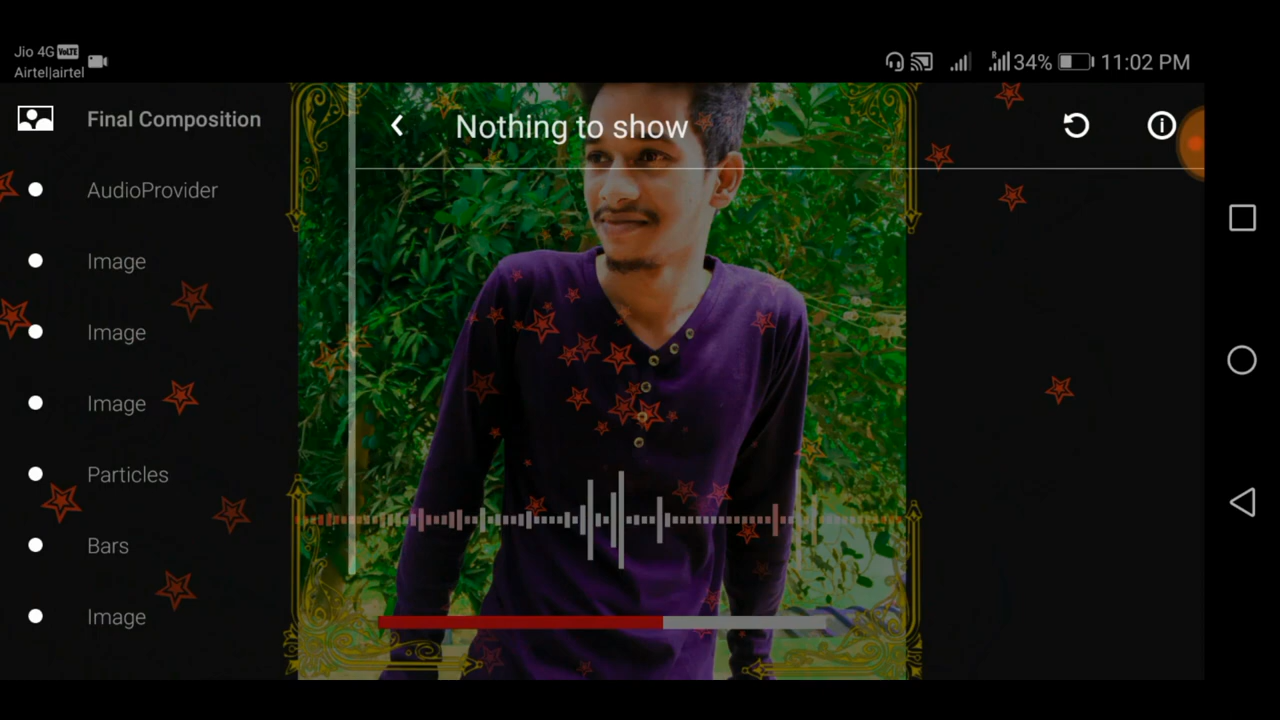 Jio 4G VoLTE
Airtel|airtel
R 34% 11:02 PM
Final Composition
Nothing to show
AudioProvider
Image
Image
Image
Particles
Bars
Image